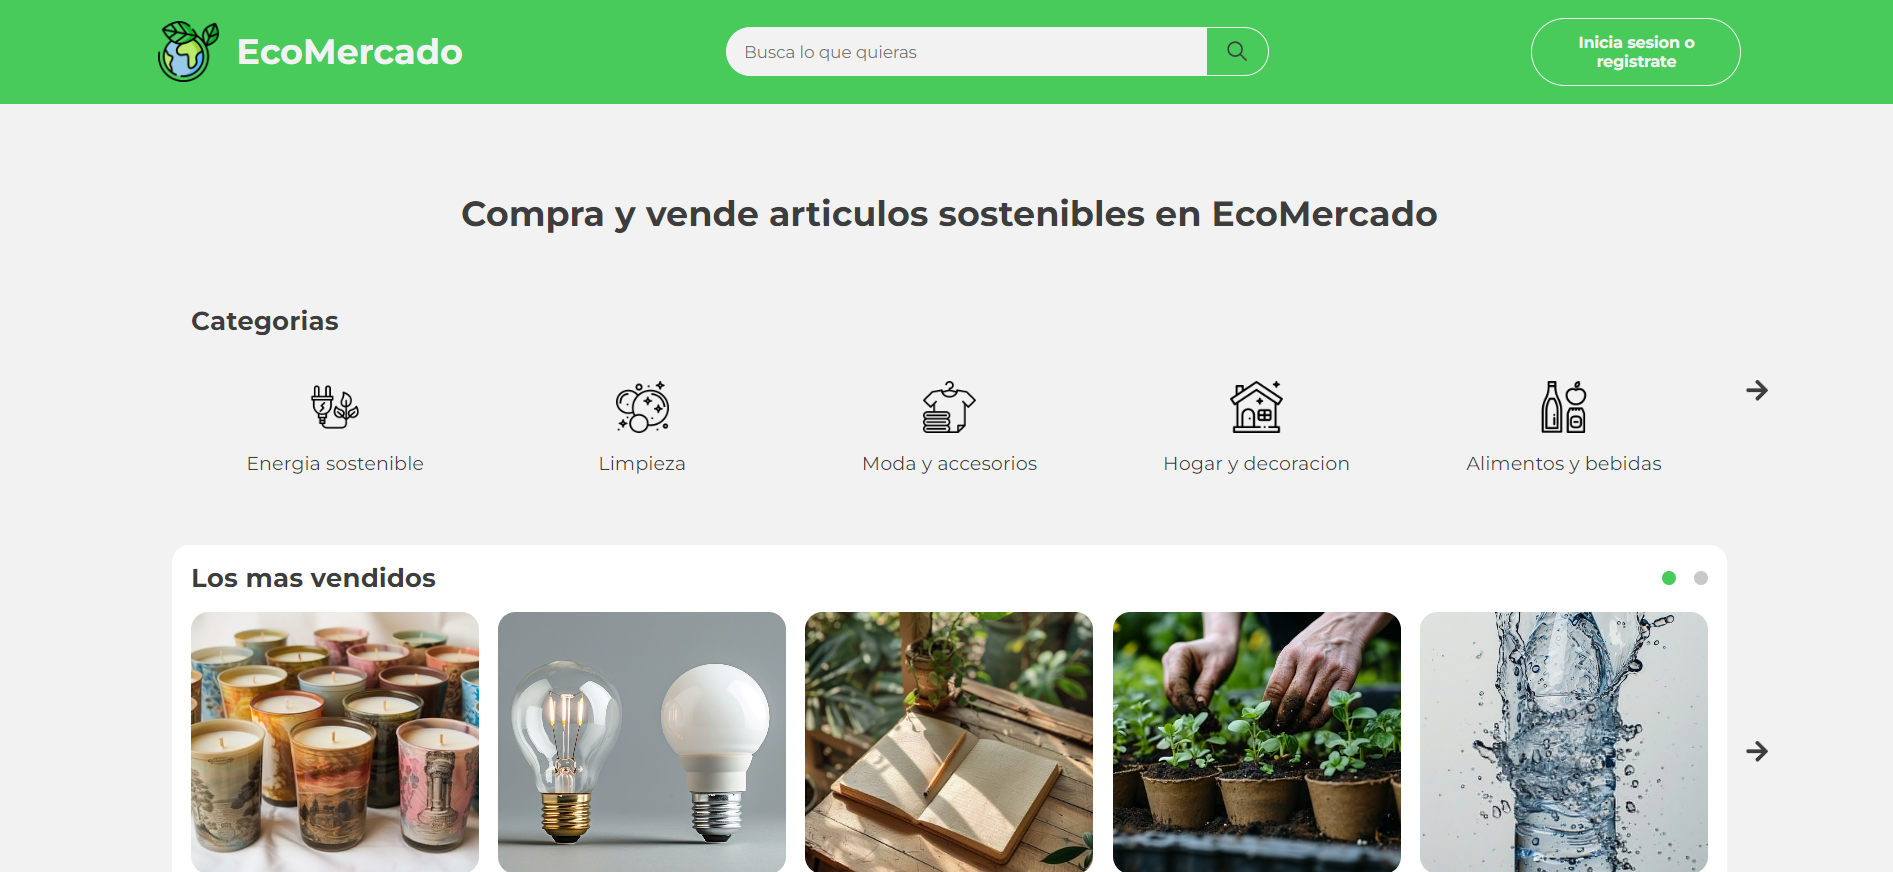 EcoMercado
Busca lo que quieras
Inicia sesion o
registrate
Compra y vende articulos sostenibles en EcoMercado
Categorias
Energia sostenible
Limpieza
Moda y accesorios
Hogar y decoracion
Alimentos y bebidas
Los mas vendidos